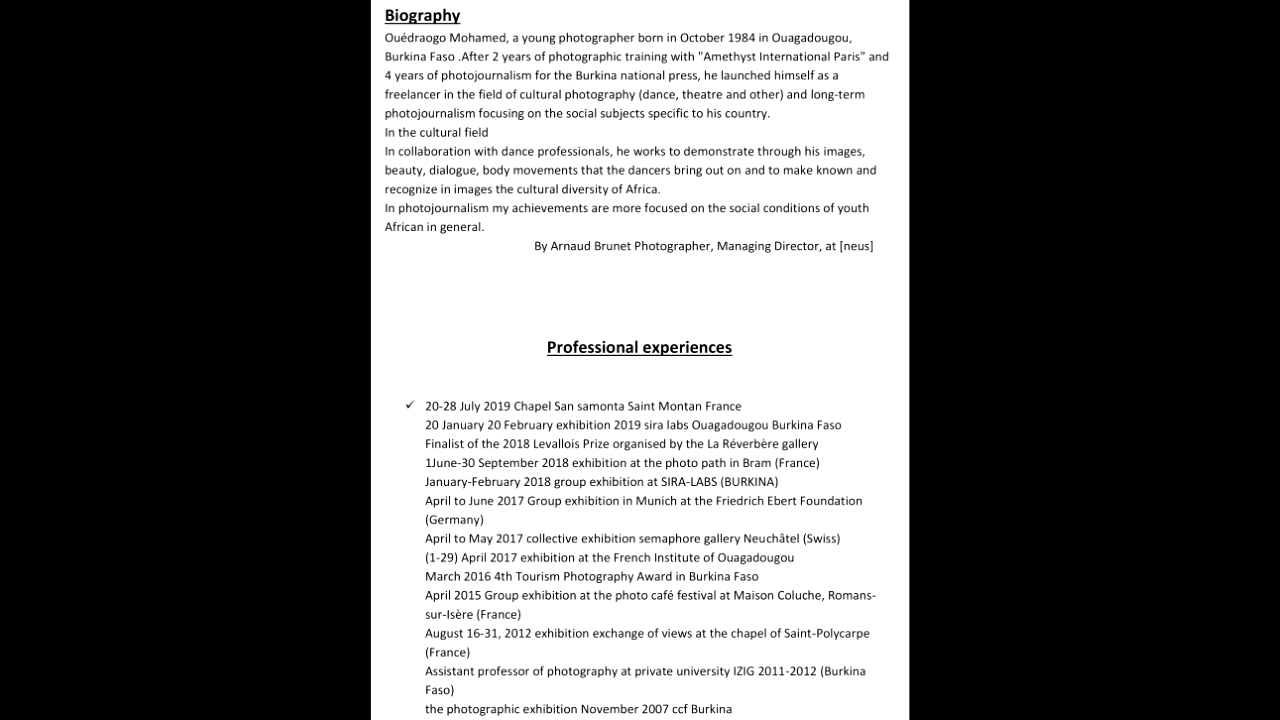 Biography
Ouédraogo Mohamed, a young photographer born in October 1984 in Ouagadougou,
Burkina Faso .After 2 years of photographic training with "Amethyst International Paris" and
4 years of photojournalism for the Burkina national press, he launched himself as a
freelancer in the field of cultural photography (dance, theatre and other) and long-term
photojournalism focusing on the social subjects specific to his country.
In the cultural field
In collaboration with dance professionals, he works to demonstrate through his images,
beauty, dialogue, body movements that the dancers bring out on and to make known and
recognize in images the cultural diversity of Africa.
In photojournalism my achievements are more focused on the social conditions of youth
African in general.
By Arnaud Brunet Photographer, Managing Director, at [neus]
Professional experiences
✓ 20-28 July 2019 Chapel San samonta Saint Montan France
20 January 20 February exhibition 2019 sira labs Ouagadougou Burkina Faso
Finalist of the 2018 Levallois Prize organised by the La Réverbère gallery
1June-30 September 2018 exhibition at the photo path in Bram (France)
January-February 2018 group exhibition at SIRA-LABS (BURKINA)
April to June 2017 Group exhibition in Munich at the Friedrich Ebert Foundation
(Germany)
April to May 2017 collective exhibition semaphore gallery Neuchâtel (Swiss)
(1-29) April 2017 exhibition at the French Institute of Ouagadougou
March 2016 4th Tourism Photography Award in Burkina Faso
April 2015 Group exhibition at the photo café festival at Maison Coluche, Romans-
sur-Isère (France)
August 16-31, 2012 exhibition exchange of views at the chapel of Saint-Polycarpe
(France)
Assistant professor of photography at private university IZIG 2011-2012 (Burkina
Faso)
the photographic exhibition November 2007 ccf Burkina